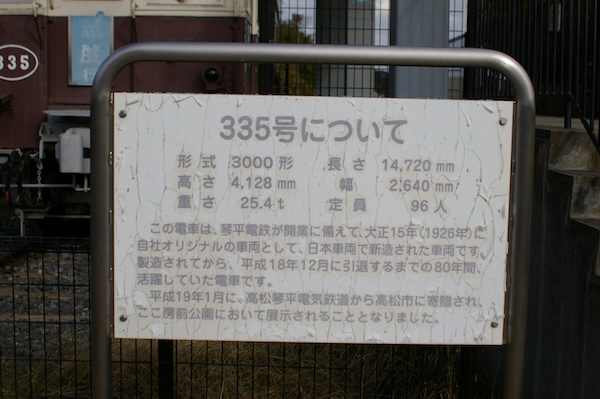 335
335号について
形式 3000形 長さ 14,720mm
高さ 4,128mm 幅 2,640mm
重さ 25.4t 定員 96人
この電車は、琴平電鉄が開業に備えて、大正15年(1926年)に
自社オリジナルの車両として、日本車両で新造された車両です。
製造されてから、平成18年12月に引退するまでの80年間、
活躍していた電車です。
平成19年1月に、高松琴平電気鉄道から高松市に寄贈され、
ここ房前公園において展示されることとなりました。